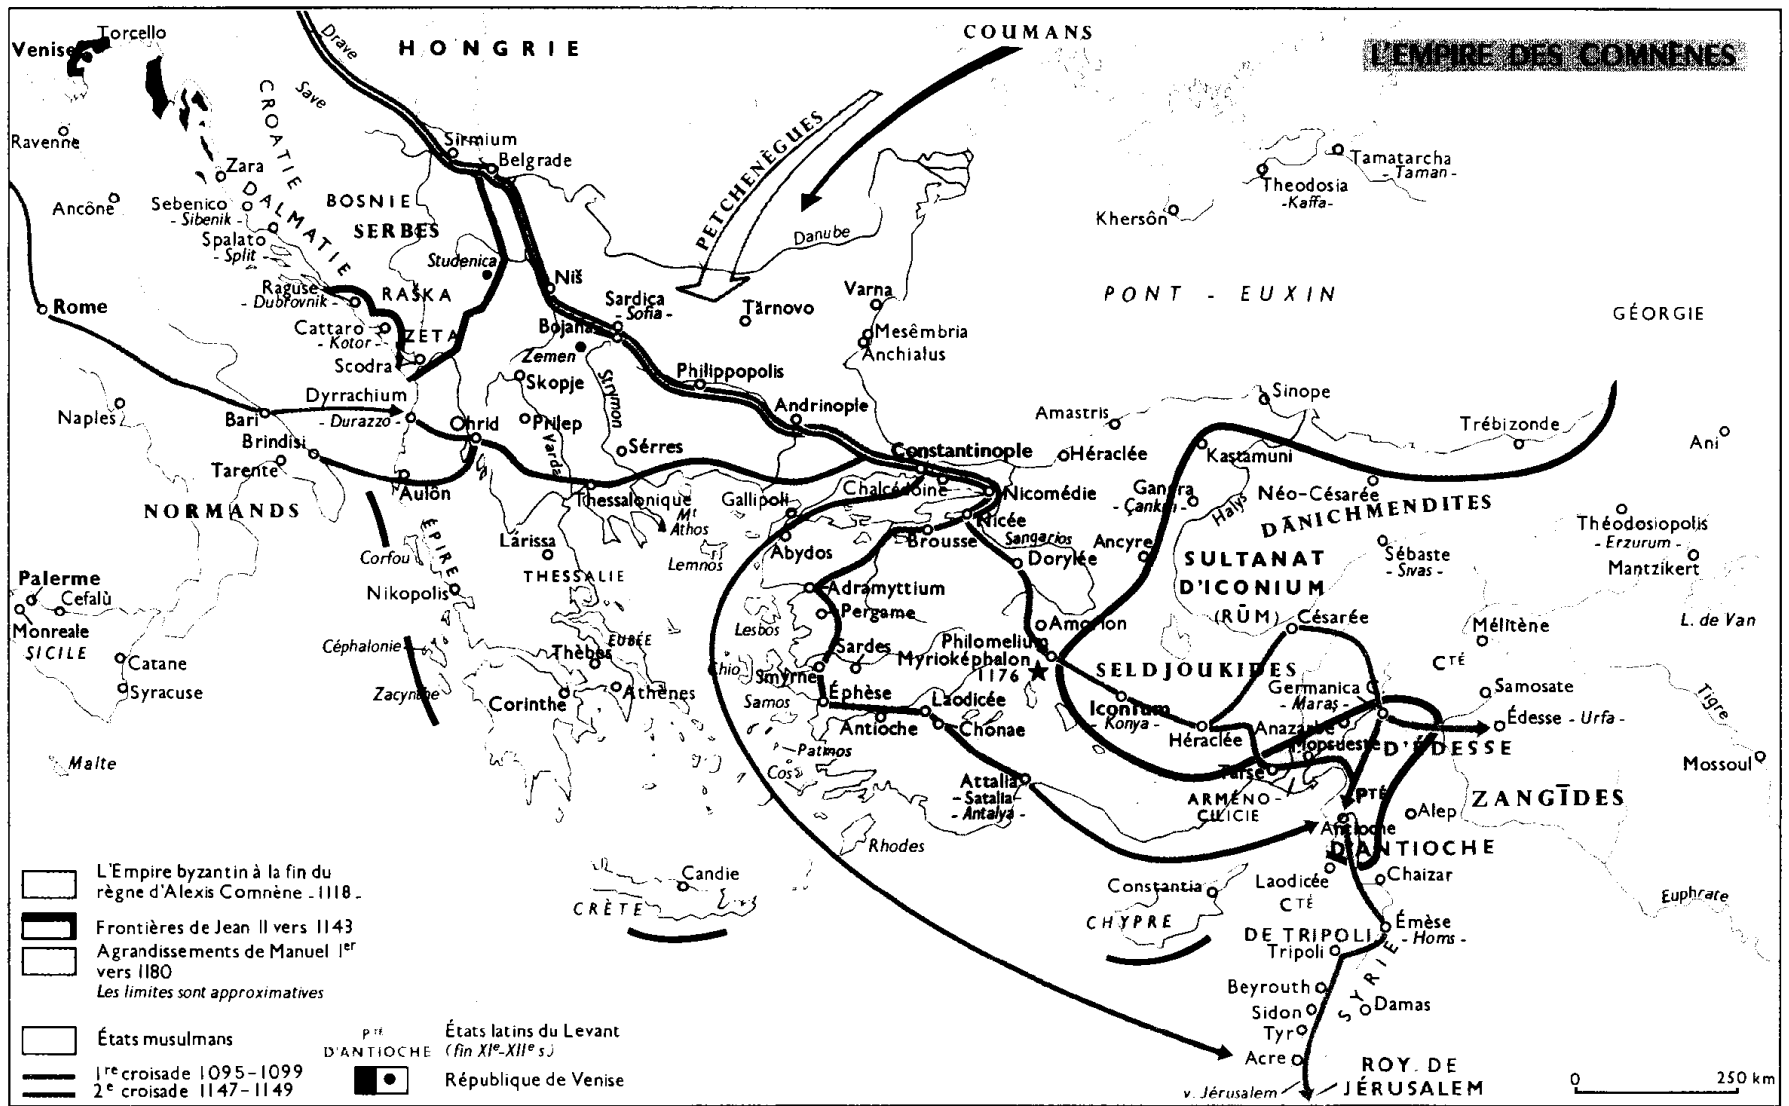 L'EMPIRE DES COMNÈNES
HONGRIE
COUMANS
PETCHENÈGUES
Venise
Torcello
Drave
Save
CROATIE
Ravenne
Sirmium
Belgrade
Zara
DALMATIE
BOSNIE
SERBES
Ancône
Sebenico
- Šibenik -
Spalato
- Split -
Studenica
Raguse
- Dubrovnik -
RAŠKA
Cattaro
- Kotor -
ZETA
Scodra
Niš
Sardica
- Sofia -
Bojana
Zemen
Skopje
Strymon
Danube
Tărnovo
Varna
Mesêmbria
Anchialus
Khersôn
Theodosia
- Kaffa -
Tamatarcha
- Taman -
PONT - EUXIN
GÉORGIE
Rome
Naples
Bari
Brindisi
Tarente
Dyrrachium
- Durazzo -
Ohrid
Prilep
Vardar
Sérres
Philippopolis
Andrinople
Constantinople
Chalcédoine
Nicomédie
Nicée
Brousse
Sangarios
Dorylée
Amastris
Héraclée
Sinope
Kastamuni
Gangra
- Çankiri -
Halys
Néo-Césarée
DĀNICHMENDITES
Trébizonde
Ani
Théodosiopolis
- Erzurum -
Mantzikert
L. de Van
Ancyre
SULTANAT
D'ICONIUM
(RŪM)
Sébaste
- Sivas -
Césarée
Mélitène
NORMANDS
Aulôn
Thessalonique
Mt
Athos
Gallipoli
Abydos
Lemnos
Corfou
ÉPIRE
Lárissa
THESSALIE
Nikopolis
Adramyttium
Pergame
Lesbos
EUBÉE
Céphalonie
Thèbes
Athènes
Corinthe
Zacynthe
Chio
Smyrne
Sardes
Samos
Éphèse
Antioche
Laodicée
Chonae
Patmos
Cos
Rhodes
Attalia
- Satalia -
- Antalya -
Amorion
Philomelium
Myrioképhalon
1176
SELDJOUKIDES
Iconium
- Konya -
Héraclée
Germanica C.
- Maraş -
Anazarbe
Mopsueste
Tarse
ARMÉNO-
CILICIE
CTÉ
D'ÉDESSE
Samosate
Édesse - Urfa -
Tigre
Mossoul
ZANGĪDES
Alep
PTÉ
D'ANTIOCHE
Antioche
Laodicée
Chaizar
Euphrate
Constantia
CHYPRE
CTÉ
DE TRIPOLI
Tripoli
Émèse
- Homs -
SYRIE
Beyrouth
Sidon
Damas
Tyr
Acre
v. Jérusalem
ROY. DE
JÉRUSALEM
Palerme
Cefalù
Monreale
SICILE
Catane
Syracuse
Malte
Candie
CRÈTE
L'Empire byzantin à la fin du
règne d'Alexis Comnène - 1118 -
Frontières de Jean II vers 1143
Agrandissements de Manuel 1er
vers 1180
Les limites sont approximatives
États musulmans
1re croisade 1095-1099
2e croisade 1147-1149
PTÉ
D'ANTIOCHE
États latins du Levant
(fin XIe-XIIe s.)
République de Venise
0 250 km